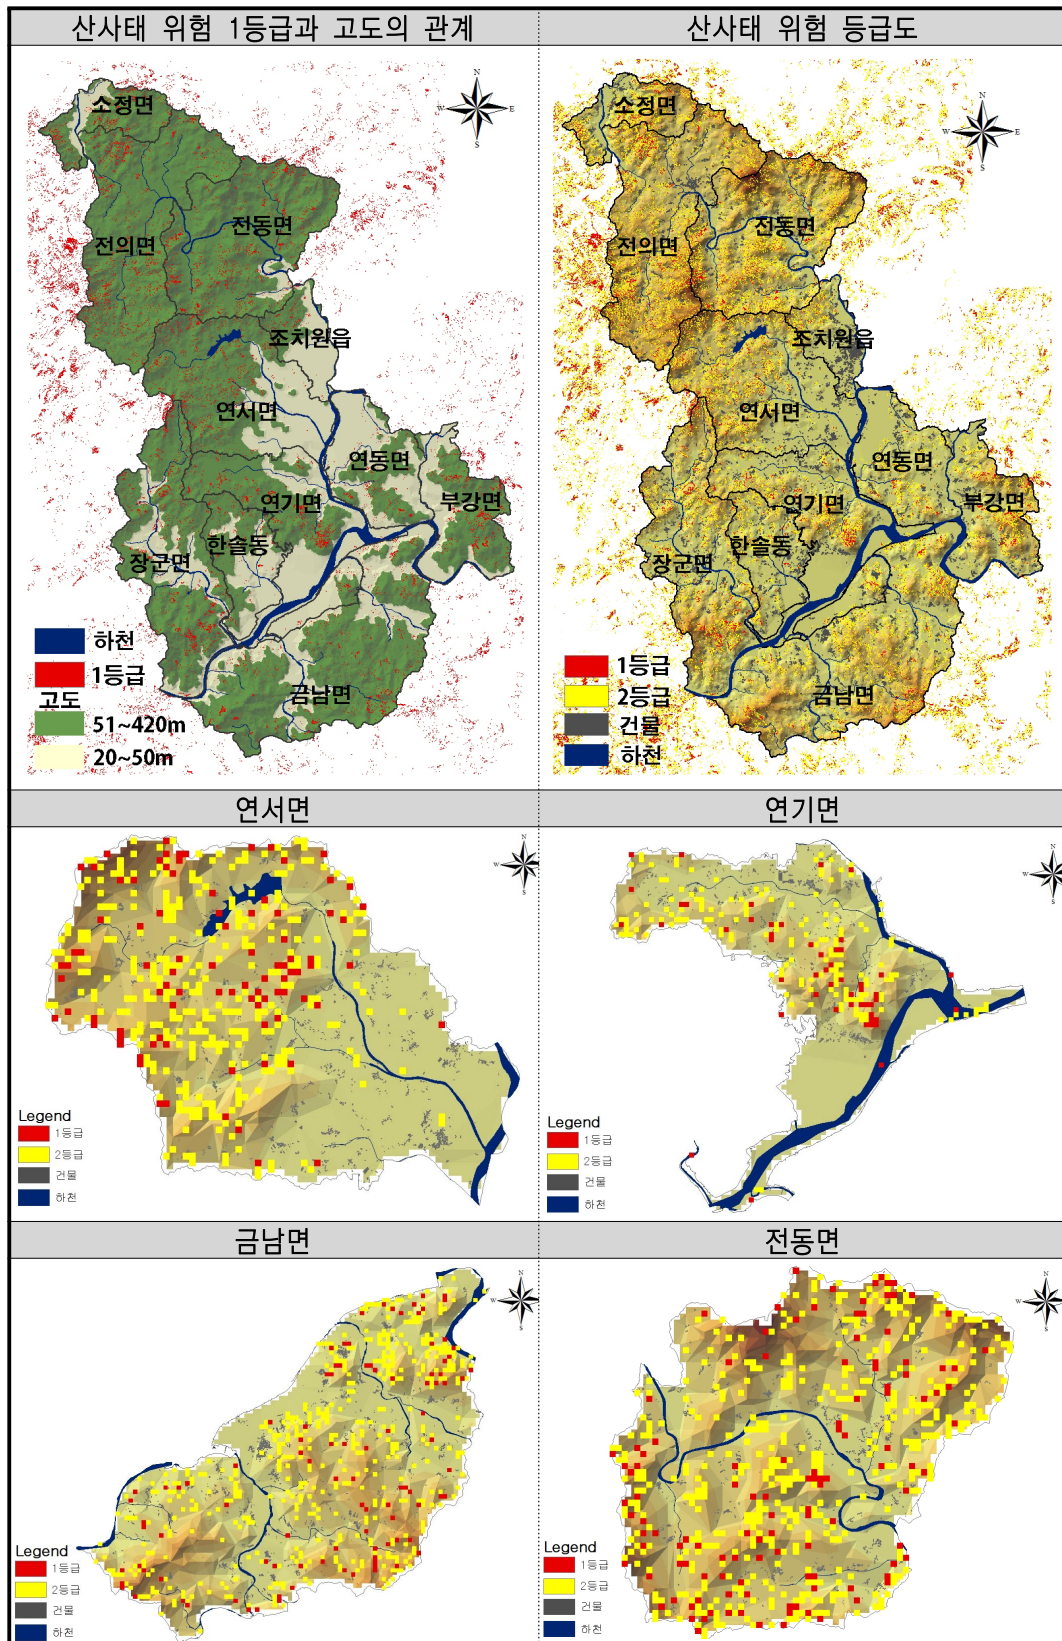 산사태 위험 1등급과 고도의 관계
산사태 위험 등급도
N
W
E
S
소정면
전의면
전동면
조치원읍
연서면
연동면
연기면
부강면
한솔동
장군면
금남면
하천
1등급
고도
51~420m
20~50m
N
W
E
S
소정면
전의면
전동면
조치원읍
연서면
연동면
연기면
부강면
한솔동
장군면
금남면
1등급
2등급
건물
하천
연서면
연기면
N
W
S
Legend
1등급
2등급
건물
하천
N
W
S
Legend
1등급
2등급
건물
하천
금남면
전동면
N
W
S
Legend
1등급
2등급
건물
하천
N
W
S
Legend
1등급
2등급
건물
하천